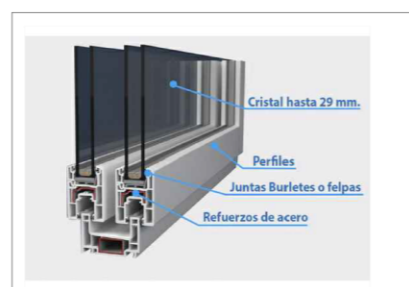 Cristal hasta 29 mm.
Perfiles
Juntas Burletes o felpas
Refuerzos de acero